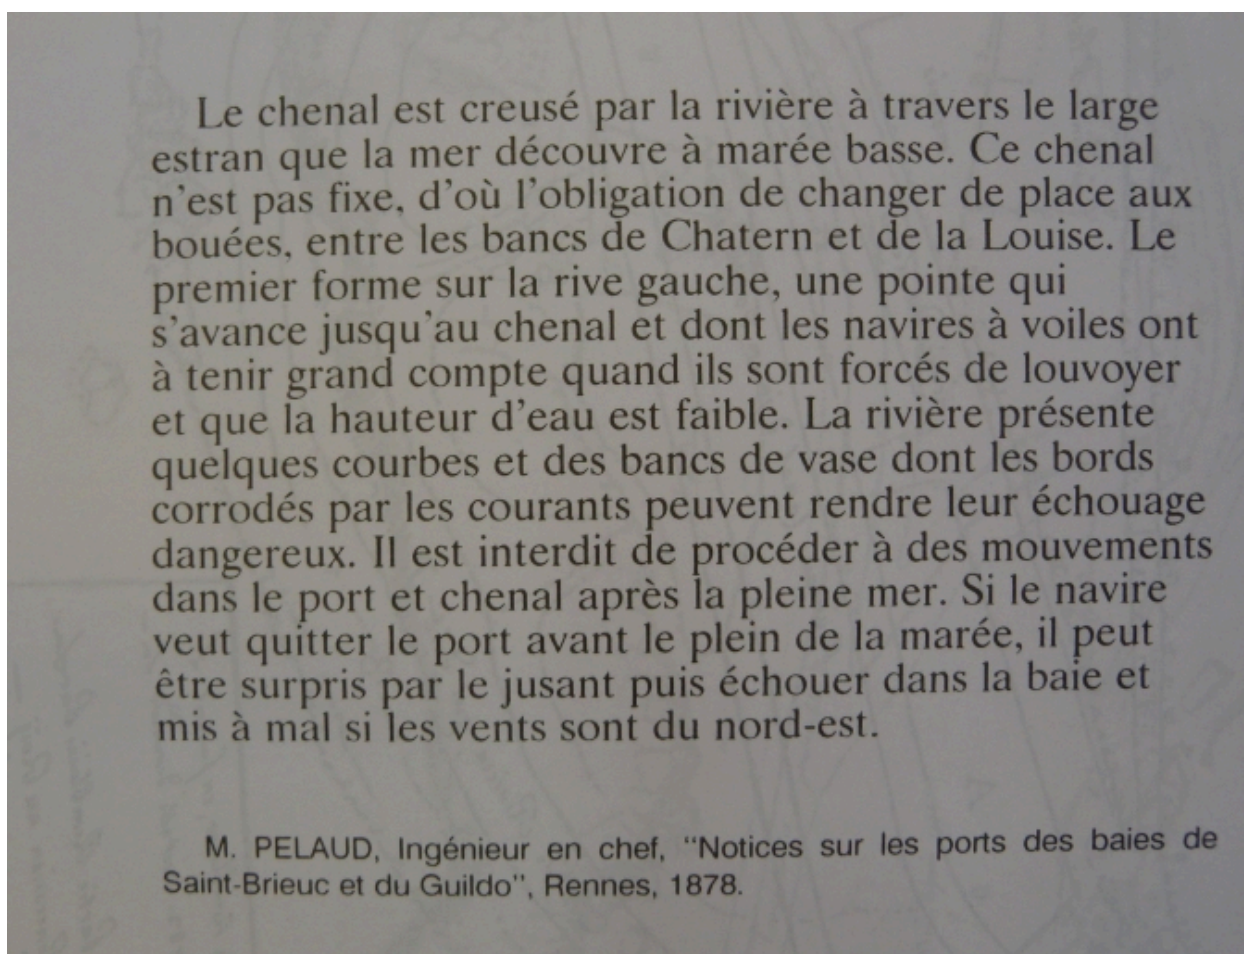 Le chenal est creusé par la rivière à travers le large
estran que la mer découvre à marée basse. Ce chenal
n'est pas fixe, d'où l'obligation de changer de place aux
bouées, entre les bancs de Chatern et de la Louise. Le
premier forme sur la rive gauche, une pointe qui
s'avance jusqu'au chenal et dont les navires à voiles ont
à tenir grand compte quand ils sont forcés de louvoyer
et que la hauteur d'eau est faible. La rivière présente
quelques courbes et des bancs de vase dont les bords
corrodés par les courants peuvent rendre leur échouage
dangereux. Il est interdit de procéder à des mouvements
dans le port et chenal après la pleine mer. Si le navire
veut quitter le port avant le plein de la marée, il peut
être surpris par le jusant puis échouer dans la baie et
mis à mal si les vents sont du nord-est.
M. PELAUD, Ingénieur en chef, "Notices sur les ports des baies de
Saint-Brieuc et du Guildo", Rennes, 1878.